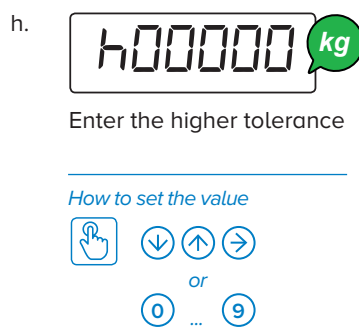 h.
h00000 kg
Enter the higher tolerance
How to set the value
or
0 ... 9